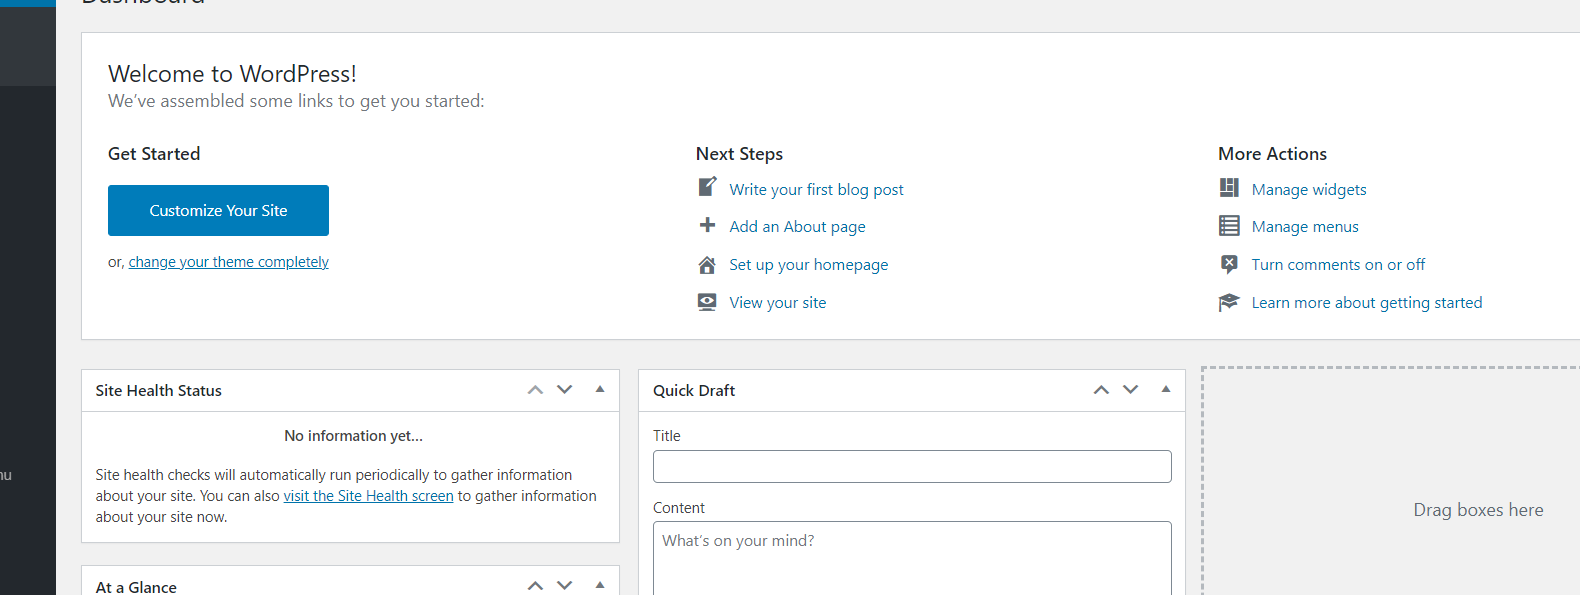 Dashboard
Welcome to WordPress!
We've assembled some links to get you started:
Get Started
Customize Your Site
or, change your theme completely
Next Steps
Write your first blog post
Add an About page
Set up your homepage
View your site
More Actions
Manage widgets
Manage menus
Turn comments on or off
Learn more about getting started
Site Health Status
No information yet...
Site health checks will automatically run periodically to gather information
about your site. You can also visit the Site Health screen to gather information
about your site now.
At a Glance
Quick Draft
Title
Content
What's on your mind?
Drag boxes here